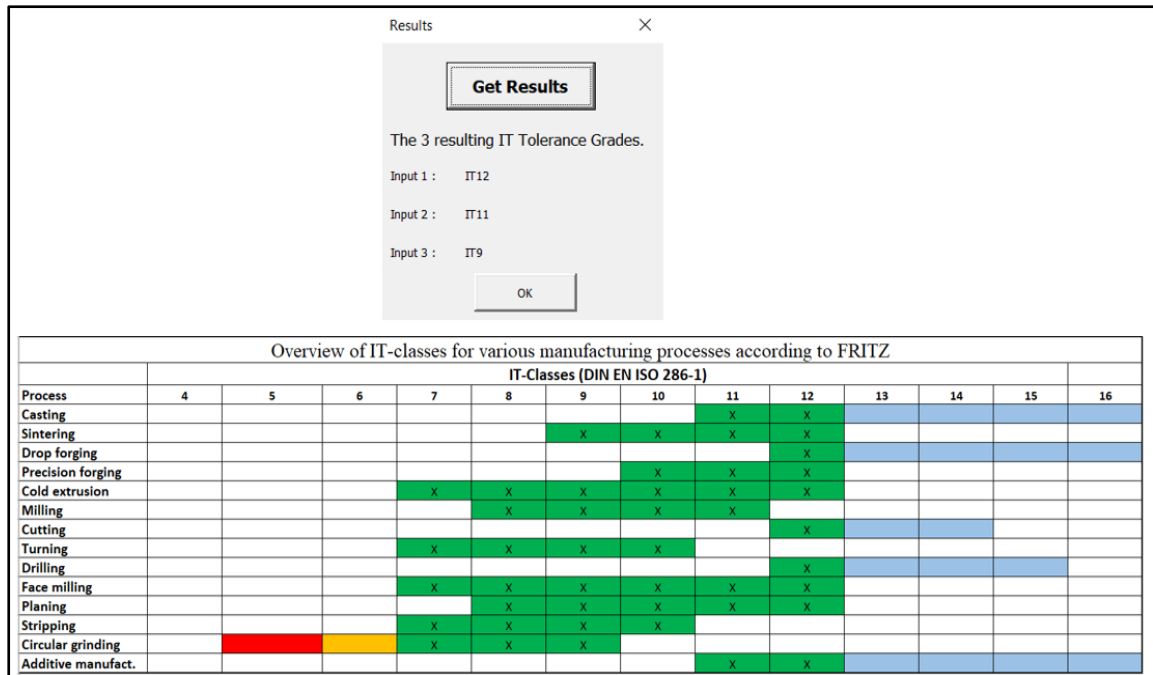 Results
Get Results
The 3 resulting IT Tolerance Grades.
Input 1 : IT12
Input 2 : IT11
Input 3 : IT9
OK
Overview of IT-classes for various manufacturing processes according to FRITZ
IT-Classes (DIN EN ISO 286-1)
Process 4 5 6 7 8 9 10 11 12 13 14 15 16
Casting X X
Sintering X X X X
Drop forging X
Precision forging X X X
Cold extrusion X X X X X X
Milling X X X X
Cutting X
Turning X X X X
Drilling X
Face milling X X X X X X
Planing X X X X X
Stripping X X X X
Circular grinding X X X
Additive manufact. X X